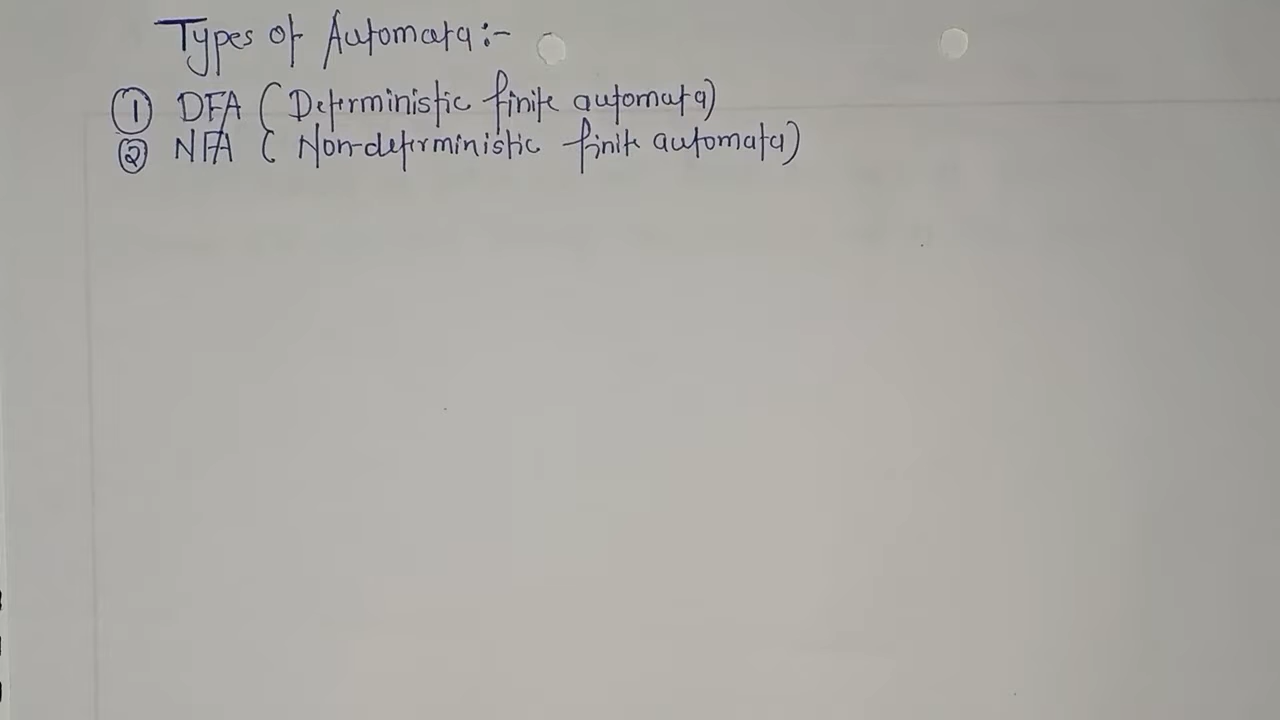 Types of Automata:-
① DFA ( Deterministic finite automata)
② NFA ( Non-deterministic finite automata)